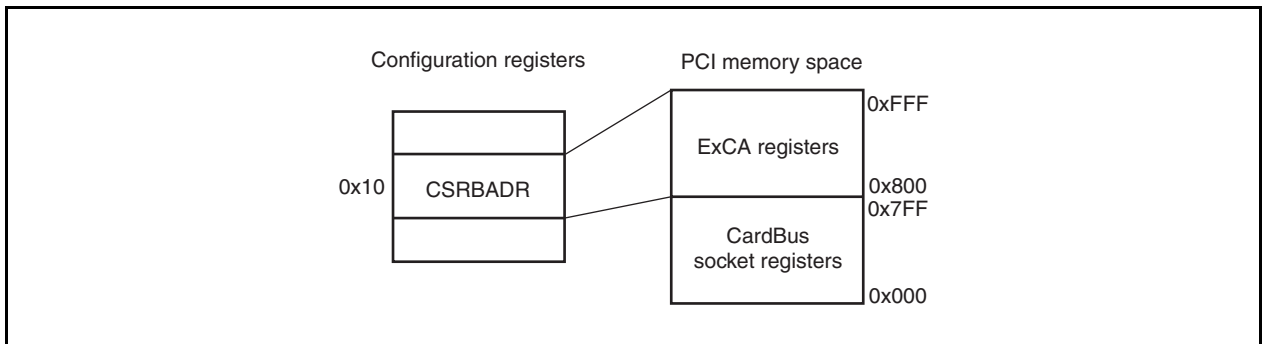 Configuration registers
0x10
CSRBADR
PCI memory space
0xFFF
ExCA registers
0x800
0x7FF
CardBus
socket registers
0x000